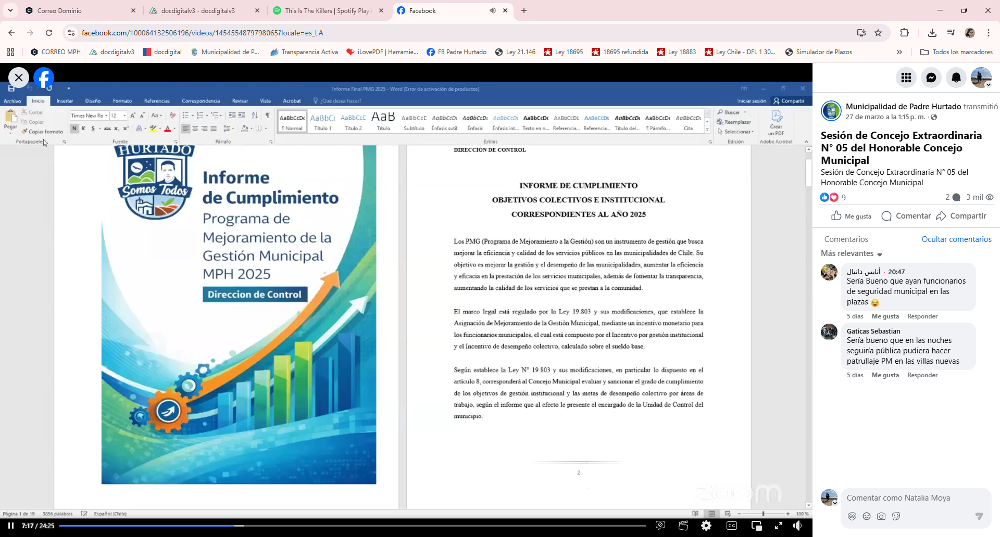 Correo Dominio
docdigitalv3 - docdigitalv3
This Is The Killers | Spotify Playli
Facebook
facebook.com/100064132506196/videos/1454554879798065?locale=es_LA
CORREO MPH
docdigitalv3
docdigital
Municipalidad de P...
Transparencia Activa
iLovePDF | Herramie...
FB Padre Hurtado
Ley 21.146
Ley 18695
18695 refundida
Ley 18883
Ley Chile - DFL 1 30...
Simulador de Plazos
Todos los marcadores
Informe Final PMG 2025 - Word (Error de activación de productos)
Archivo
Inicio
Insertar
Diseño
Formato
Referencias
Correspondencia
Revisar
Vista
Acrobat
¿Qué desea hacer?
Iniciar sesión
Compartir
Pegar
Cortar
Copiar
Copiar formato
Portapapeles
Times New Ro
12
Fuente
Párrafo
AaBbCcDc
¶ Normal
AaBbC
Título 1
AaBbCcE
Título 2
AaB
Título
AaBbCcC
Subtítulo
AaBbCcDc
Énfasis sutil
AaBbCcDc
Énfasis
AaBbCcDc
Énfasis int...
AaBbCcDc
Texto en n...
AaBbCcDc
Referencia...
AaBbCcDc
Referencia...
AaBbCcDc
Título del...
AaBbCcDc
¶ Párrafo...
AaBbCcDc
Cita
Estilos
Buscar
Reemplazar
Seleccionar
Edición
Crear
un PDF
Adobe Acrobat
HURTADO
Somos Todos
Informe
de Cumplimiento
Programa de
Mejoramiento de la
Gestión Municipal
MPH 2025
Direccion de Control
DIRECCIÓN DE CONTROL
INFORME DE CUMPLIMIENTO
OBJETIVOS COLECTIVOS E INSTITUCIONAL
CORRESPONDIENTES AL AÑO 2025
Los PMG (Programa de Mejoramiento a la Gestión) son un instrumento de gestión que busca
mejorar la eficiencia y calidad de los servicios públicos en las municipalidades de Chile. Su
objetivo es mejorar la gestión y el desempeño de las municipalidades, aumentar la eficiencia
y eficacia en la prestación de los servicios municipales, además de fomentar la transparencia,
aumentando la calidad de los servicios que se prestan a la comunidad.
El marco legal está regulado por la Ley 19.803 y sus modificaciones, que establece la
Asignación de Mejoramiento de la Gestión Municipal, mediante un incentivo monetario para
los funcionarios municipales, el cual está compuesto por el Incentivo por gestión institucional
y el Incentivo de desempeño colectivo, calculado sobre el sueldo base.
Según establece la Ley N° 19.803 y sus modificaciones, en particular lo dispuesto en el
artículo 8, corresponderá al Concejo Municipal evaluar y sancionar el grado de cumplimiento
de los objetivos de gestión institucional y las metas de desempeño colectivo por áreas de
trabajo, según el informe que al efecto le presente el encargado de la Unidad de Control del
municipio.
2
zoom
Página 1 de 19
3856 palabras
Español (Chile)
100 %
7:17 / 24:25
CC
Municipalidad de Padre Hurtado transmitió
27 de marzo a la 1:15 p. m. ·
Sesión de Concejo Extraordinaria
N° 05 del Honorable Concejo
Municipal
Sesión de Concejo Extraordinaria N° 05 del
Honorable Concejo Municipal
9
2
3 mil
Me gusta
Comentar
Compartir
Comentarios
Ocultar comentarios
Más relevantes
أنايس دانيال · 20:47
Sería Bueno que ayan funcionarios
de seguridad municipal en las
plazas 😌
5 días
Me gusta
Responder
Gaticas Sebastian
Sería bueno que en las noches
seguiría pública pudiera hacer
patrullaje PM en las villas nuevas
5 días
Me gusta
Responder
Comentar como Natalia Moya